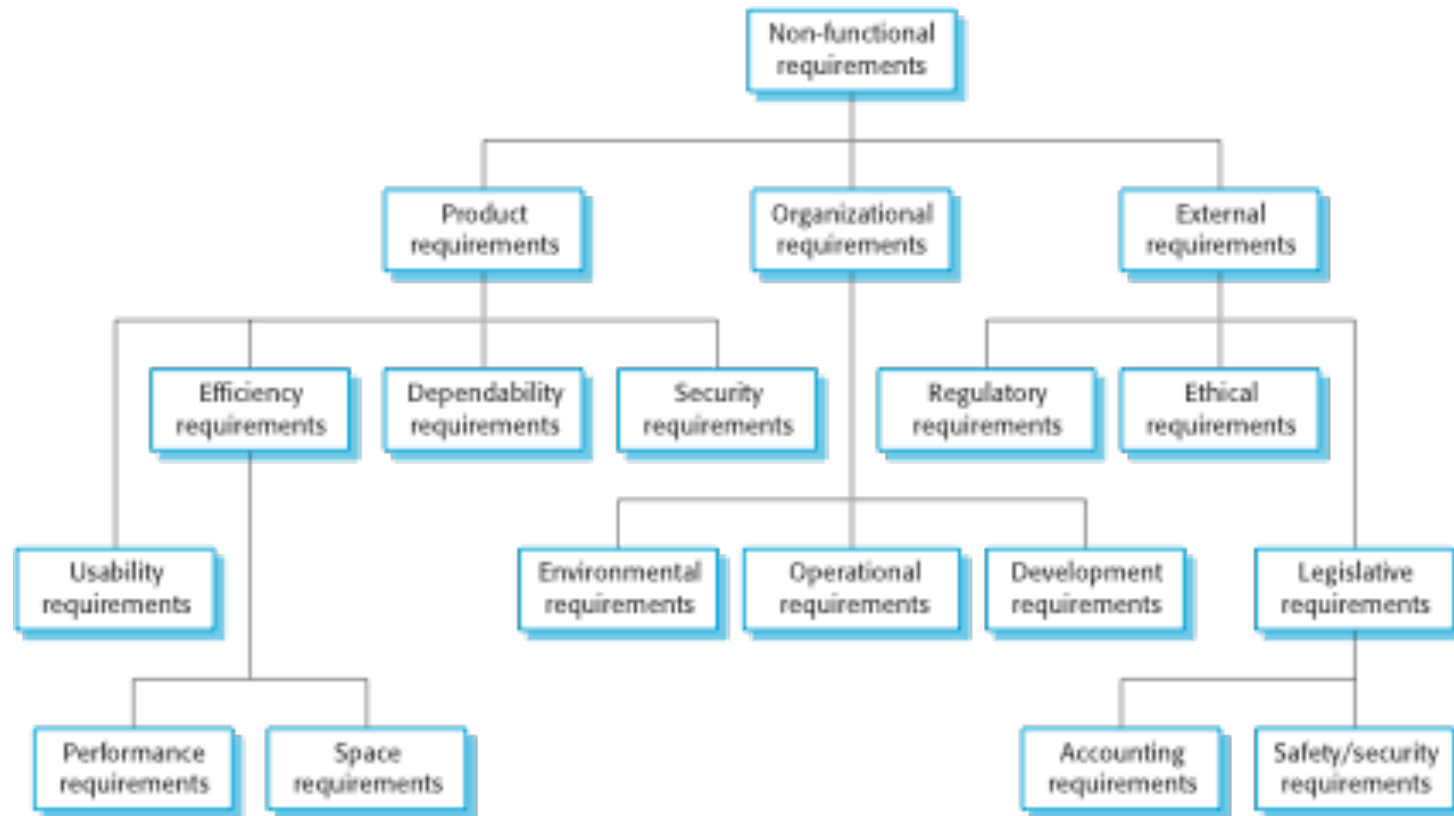 Non-functional
requirements
Product
requirements
Organizational
requirements
External
requirements
Efficiency
requirements
Dependability
requirements
Security
requirements
Regulatory
requirements
Ethical
requirements
Usability
requirements
Environmental
requirements
Operational
requirements
Development
requirements
Legislative
requirements
Performance
requirements
Space
requirements
Accounting
requirements
Safety/security
requirements